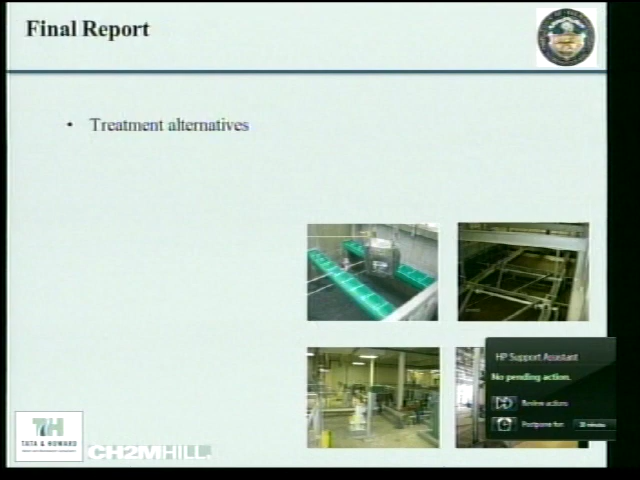 Final Report
• Treatment alternatives
HP Support Assistant
No pending action.
Review actions
Postpone for: 30 minutes
TH
TATA & HOWARD
CH2MHILL.